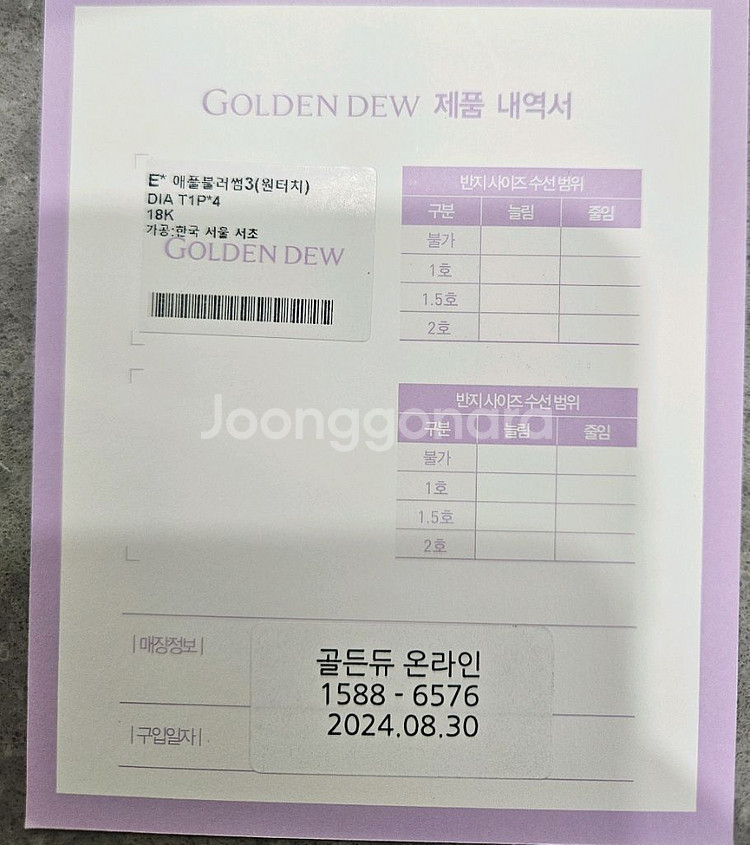 GOLDEN DEW 제품 내역서
E* 애플블러썸3(원터치)
DIA T1P*4
18K
가공:한국 서울 서초
GOLDEN DEW
반지 사이즈 수선 범위
구분 늘림 줄임
불가
1호
1.5호
2호
반지 사이즈 수선 범위
구분 늘림 줄임
불가
1호
1.5호
2호
Joonggonara
|매장정보|
골든듀 온라인
1588 - 6576
2024.08.30
|구입일자|